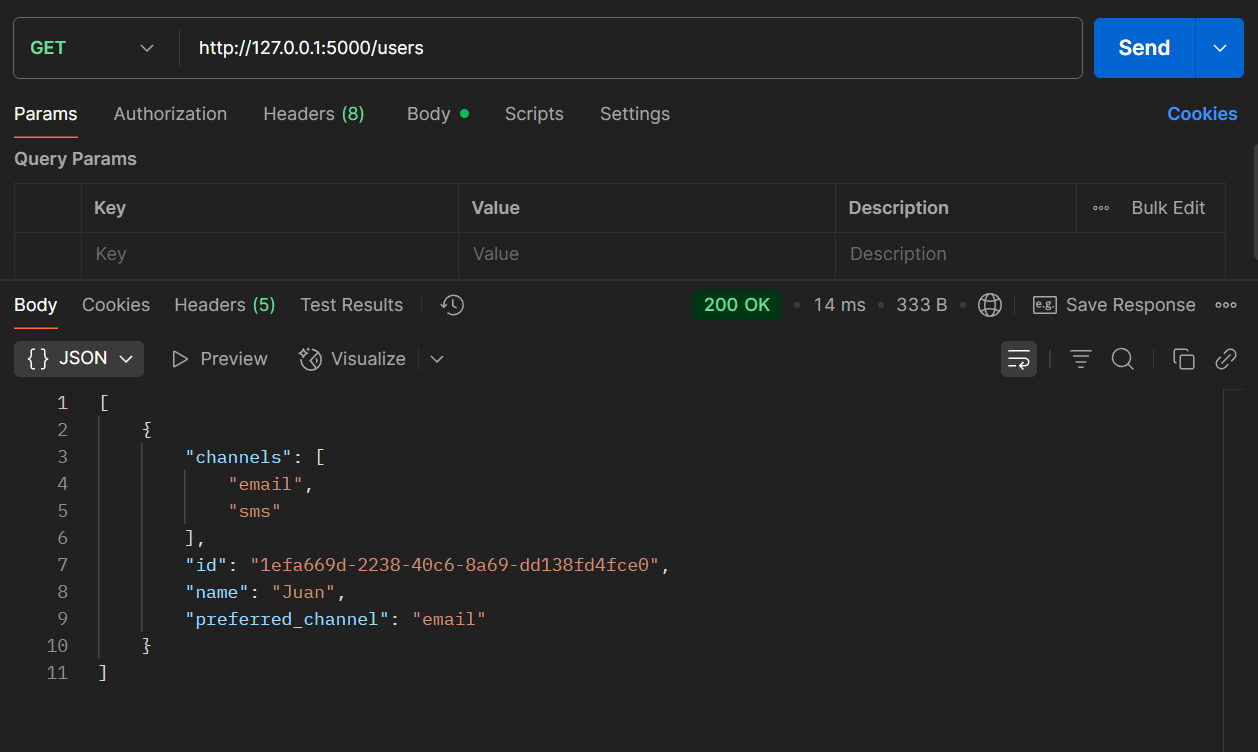 GET http://127.0.0.1:5000/users Send
Params Authorization Headers (8) Body Scripts Settings Cookies
Query Params
Key Value Description Bulk Edit
Key Value Description
Body Cookies Headers (5) Test Results 200 OK 14 ms 333 B e.g. Save Response
{} JSON Preview Visualize
1 [
2 {
3 "channels": [
4 "email",
5 "sms"
6 ],
7 "id": "1efa669d-2238-40c6-8a69-dd138fd4fce0",
8 "name": "Juan",
9 "preferred_channel": "email"
10 }
11 ]